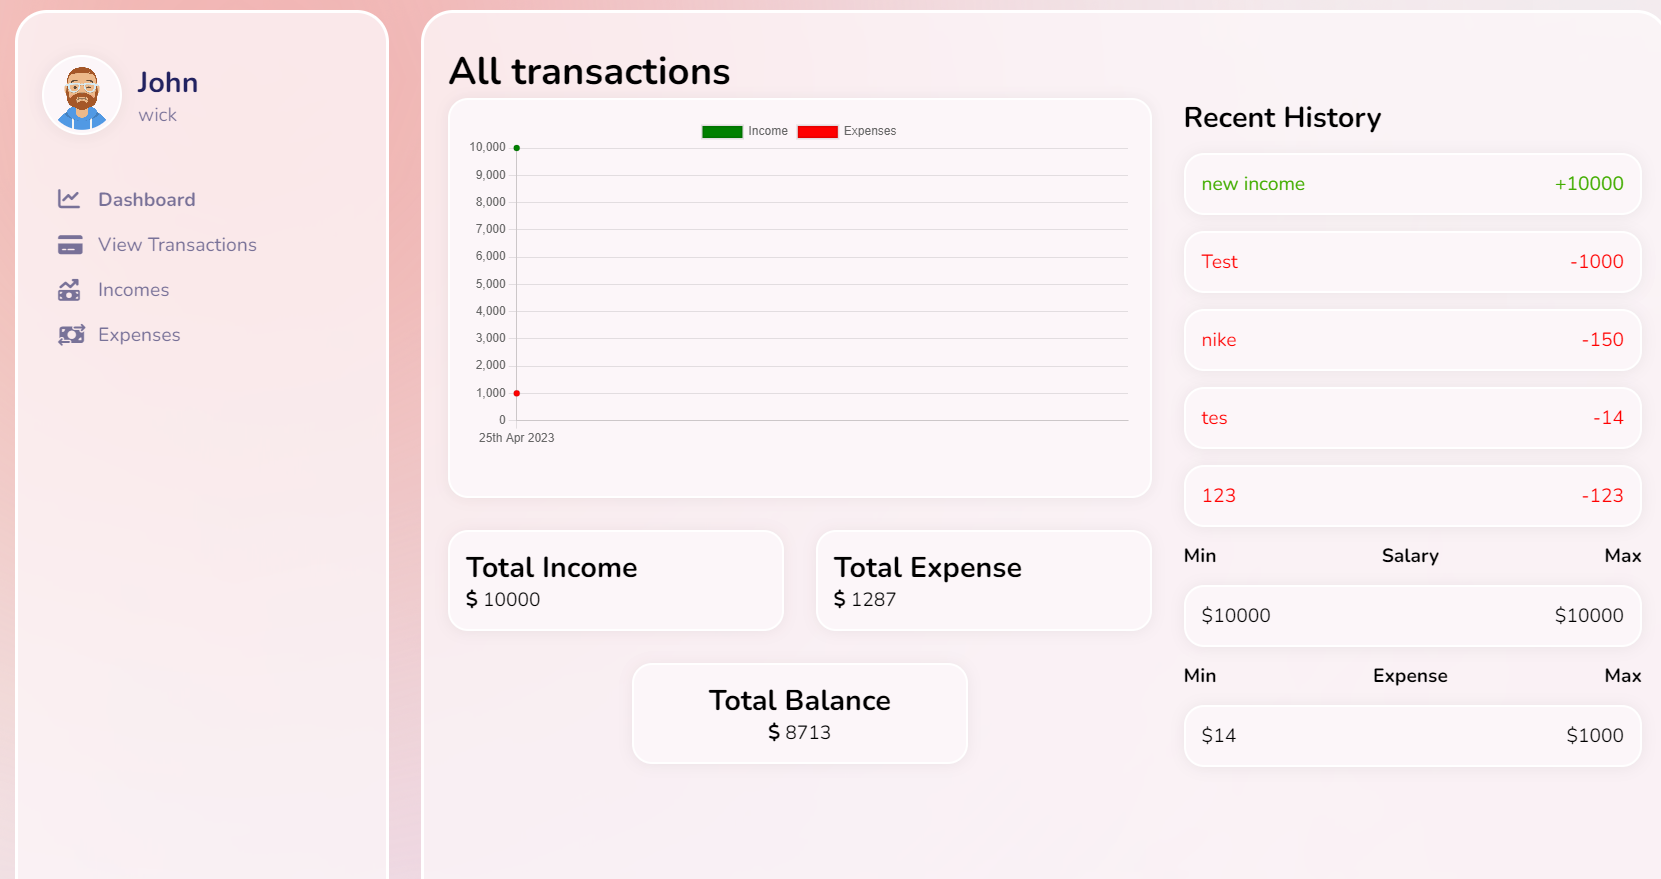 John
wick
Dashboard
View Transactions
Incomes
Expenses
All transactions
Income Expenses
10,000
9,000
8,000
7,000
6,000
5,000
4,000
3,000
2,000
1,000
0
25th Apr 2023
Total Income
$ 10000
Total Expense
$ 1287
Total Balance
$ 8713
Recent History
new income +10000
Test -1000
nike -150
tes -14
123 -123
Min Salary Max
$10000 $10000
Min Expense Max
$14 $1000